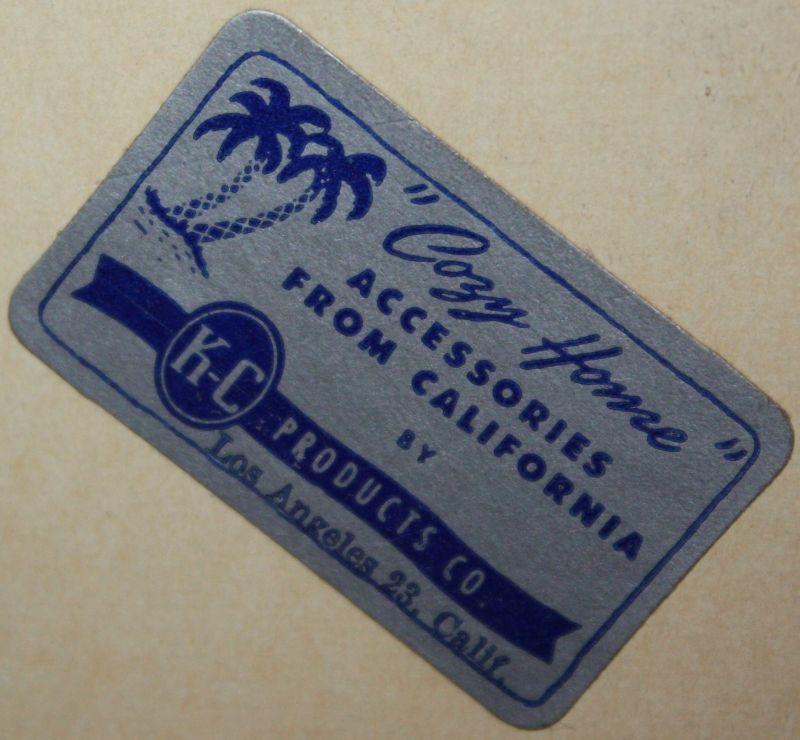 "Cozy Home"
ACCESSORIES
FROM CALIFORNIA
BY
K-C PRODUCTS CO.
Los Angeles 23, Calif.